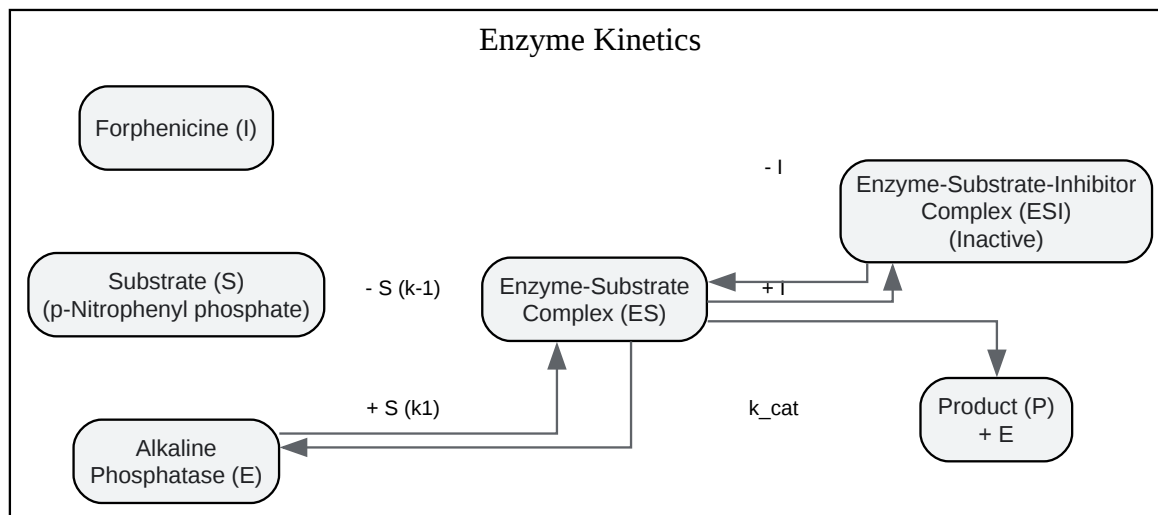 Enzyme Kinetics
Forphenicine (I)
- I
Enzyme-Substrate-Inhibitor
Complex (ESI)
(Inactive)
Substrate (S)
(p-Nitrophenyl phosphate)
- S (k-1)
Enzyme-Substrate
Complex (ES)
+ I
+ S (k1)
k_cat
Product (P)
+ E
Alkaline
Phosphatase (E)